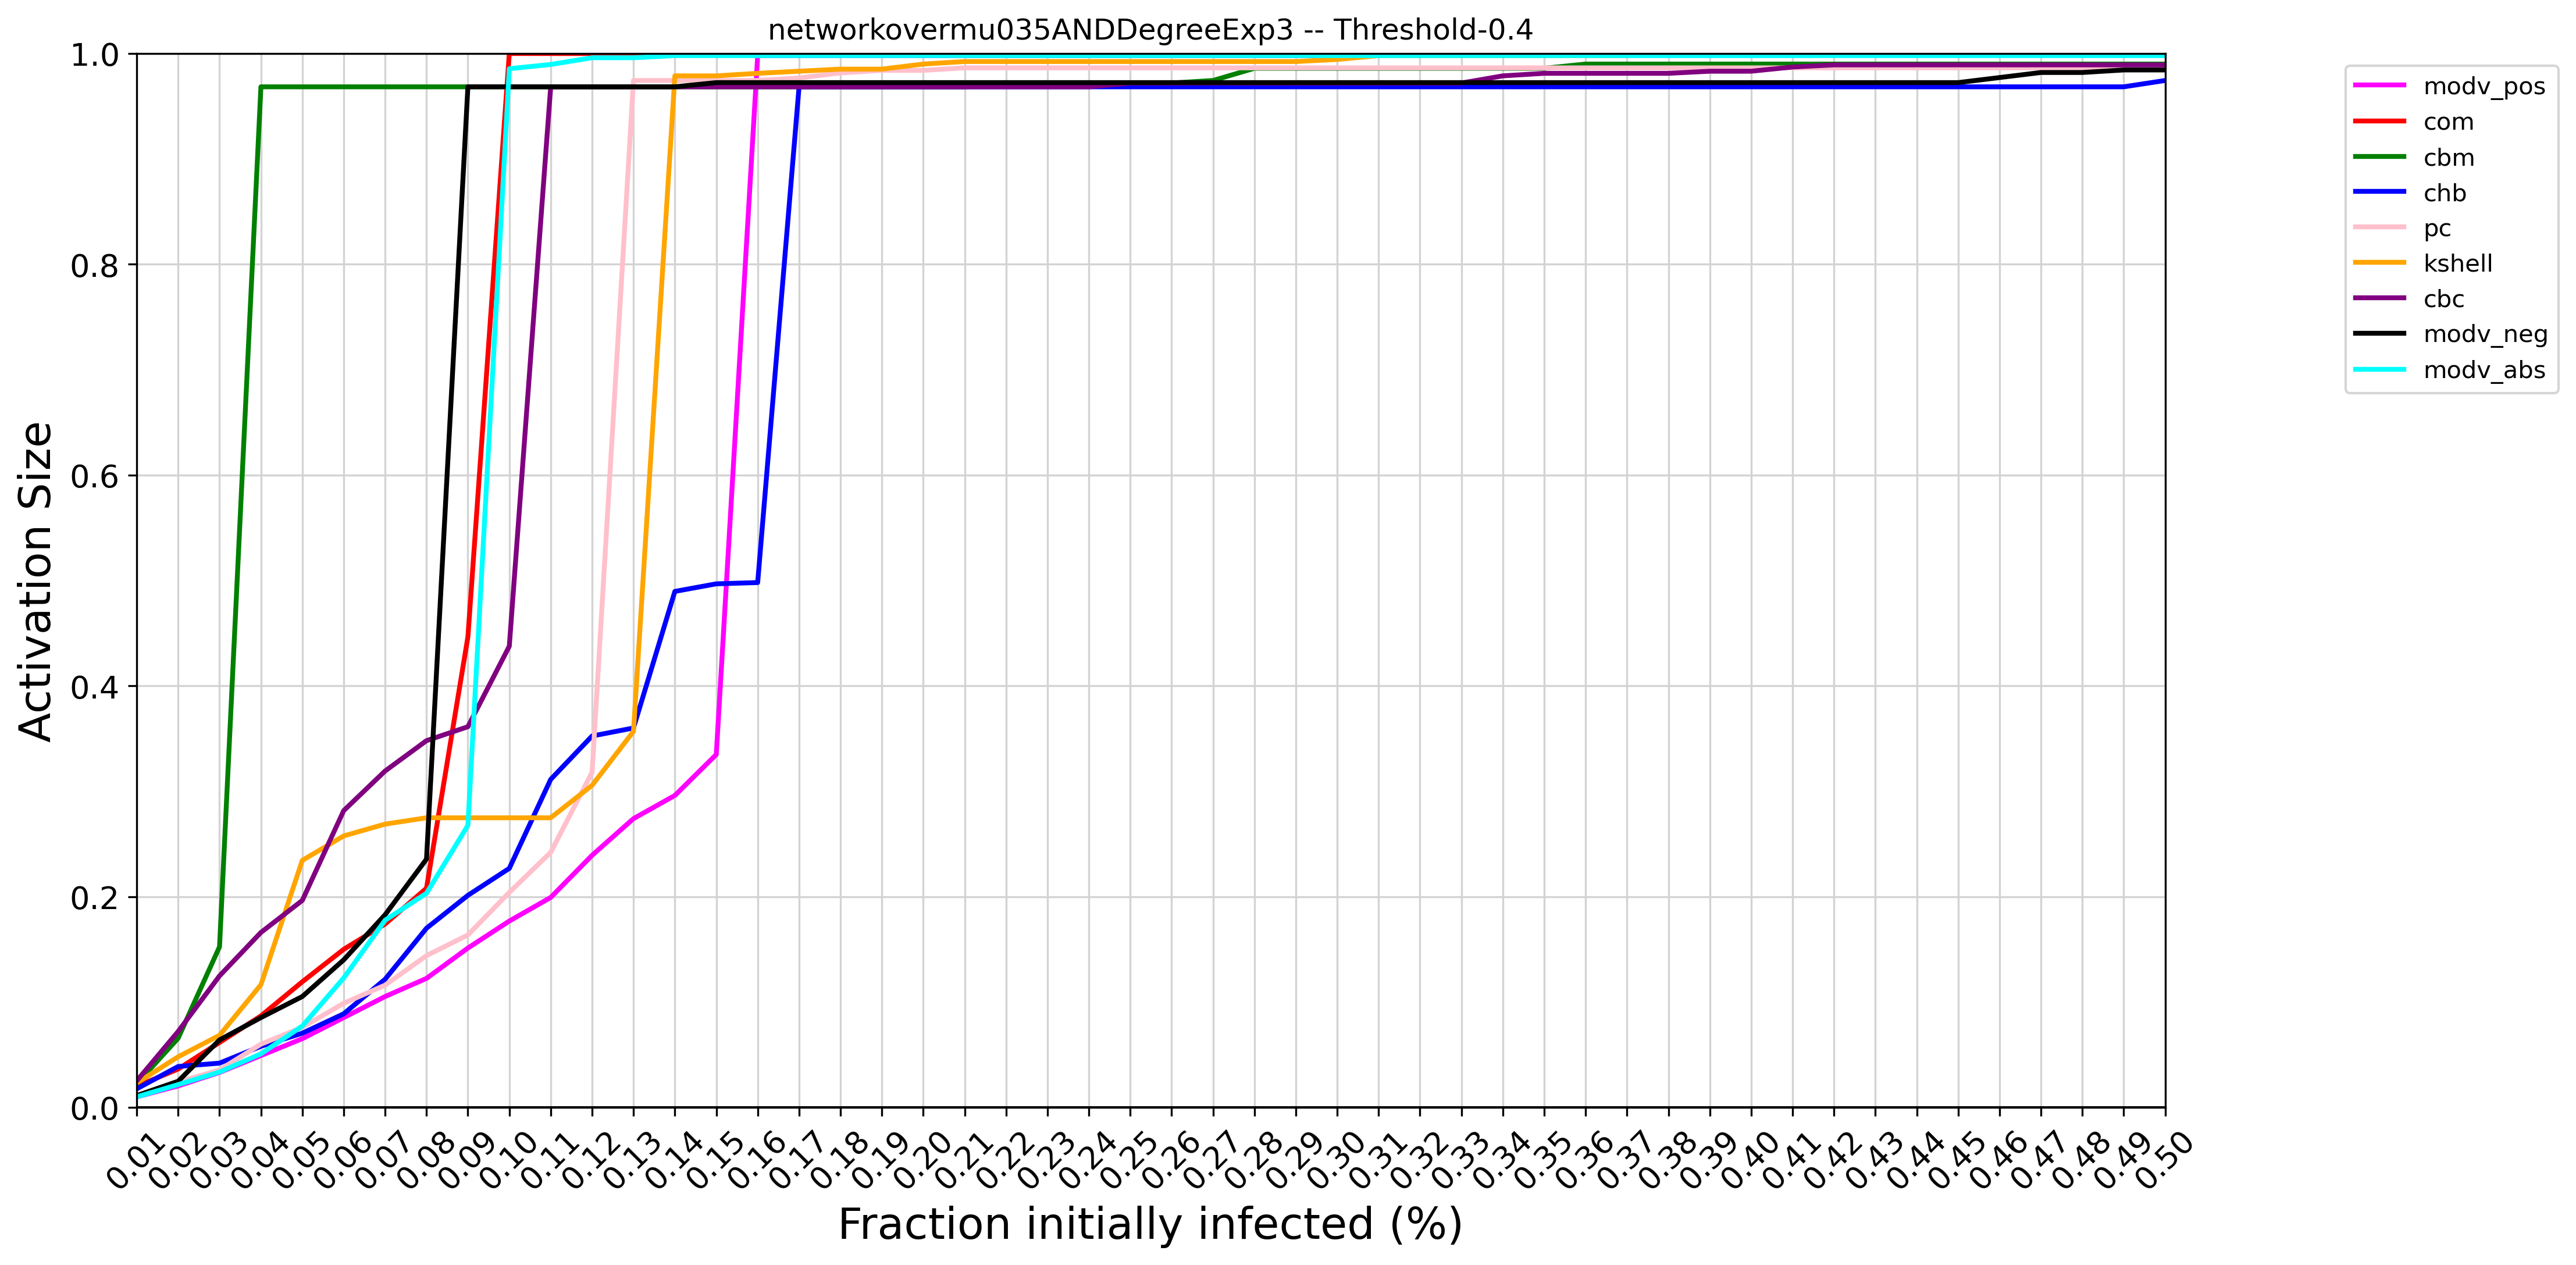 networkovermu035ANDDegreeExp3 -- Threshold-0.4
1.0
0.8
0.6
0.4
0.2
0.0
Activation Size
0.01 0.02 0.03 0.04 0.05 0.06 0.07 0.08 0.09 0.10 0.11 0.12 0.13 0.14 0.15 0.16 0.17 0.18 0.19 0.20 0.21 0.22 0.23 0.24 0.25 0.26 0.27 0.28 0.29 0.30 0.31 0.32 0.33 0.34 0.35 0.36 0.37 0.38 0.39 0.40 0.41 0.42 0.43 0.44 0.45 0.46 0.47 0.48 0.49 0.50
Fraction initially infected (%)
modv_pos
com
cbm
chb
pc
kshell
cbc
modv_neg
modv_abs